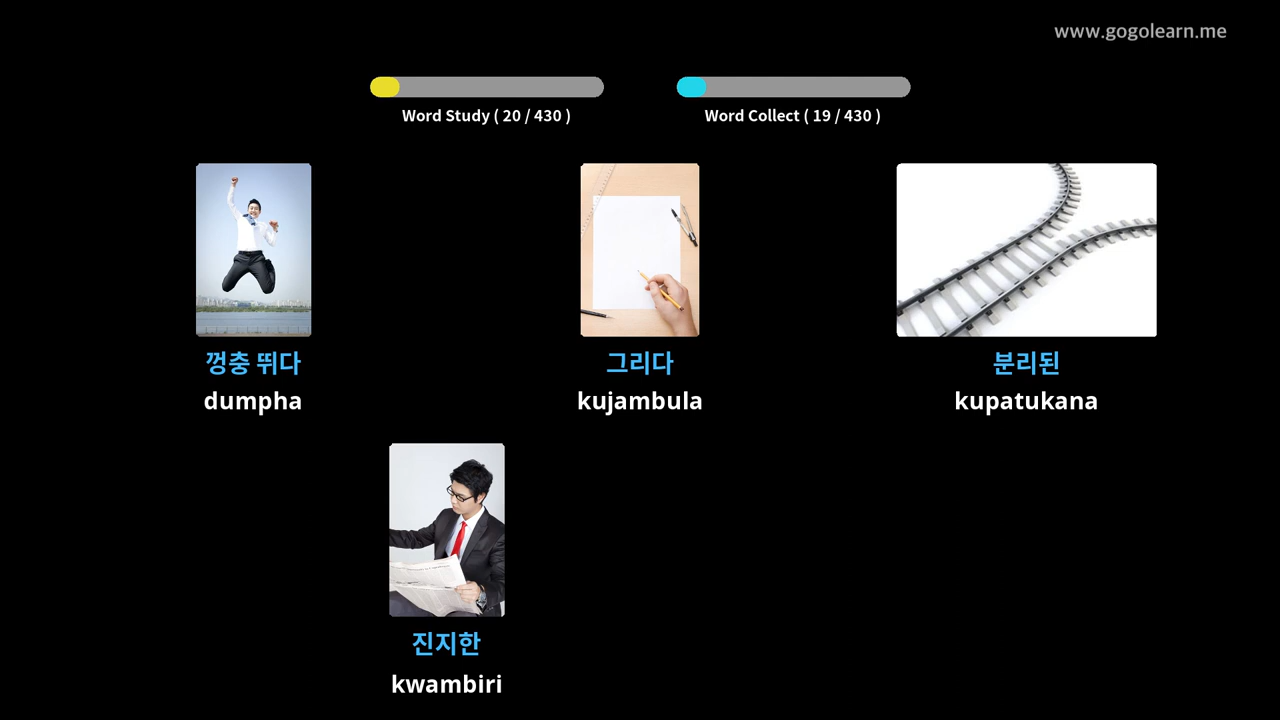 www.gogolearn.me
Word Study ( 20 / 430 )
Word Collect ( 19 / 430 )
껑충 뛰다
dumpha
그리다
kujambula
분리된
kupatukana
진지한
kwambiri